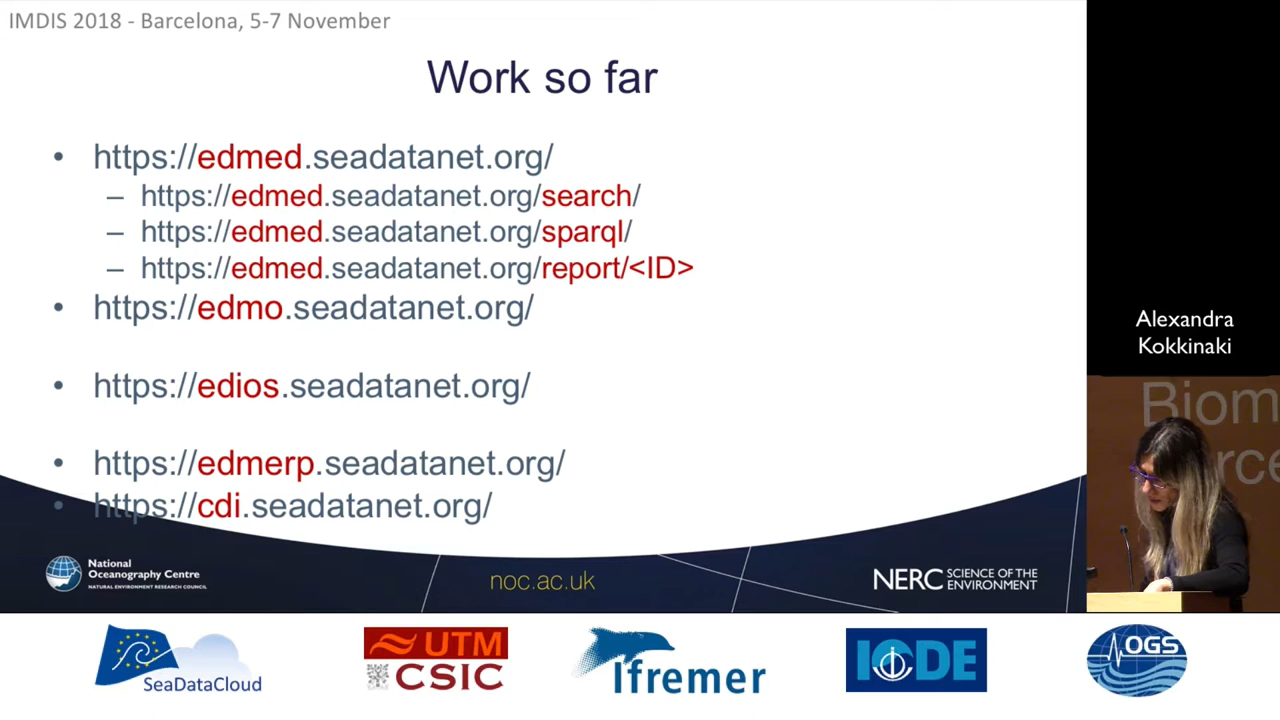 IMDIS 2018 - Barcelona, 5-7 November
Work so far
• https://edmed.seadatanet.org/
– https://edmed.seadatanet.org/search/
– https://edmed.seadatanet.org/sparql/
– https://edmed.seadatanet.org/report/<ID>
• https://edmo.seadatanet.org/
• https://edios.seadatanet.org/
• https://edmerp.seadatanet.org/
• https://cdi.seadatanet.org/
National
Oceanography Centre
NATURAL ENVIRONMENT RESEARCH COUNCIL
noc.ac.uk
NERC SCIENCE OF THE
ENVIRONMENT
Alexandra
Kokkinaki
Biom
rce
SeaDataCloud
UTM
CSIC
Ifremer
IODE
OGS